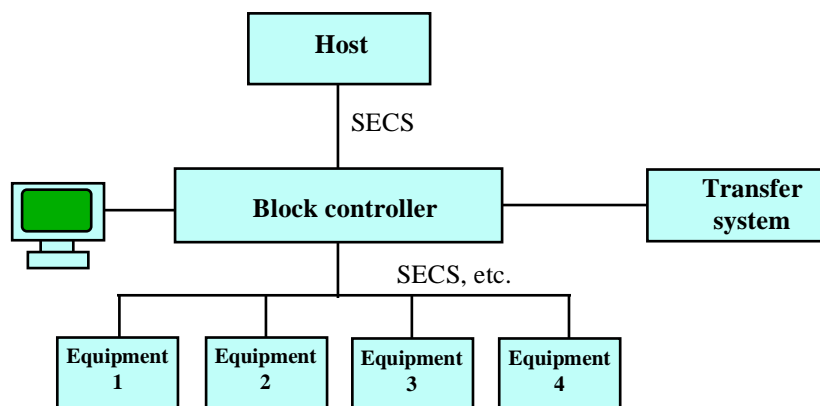 Host
SECS
Block controller
Transfer
system
SECS, etc.
Equipment
1
Equipment
2
Equipment
3
Equipment
4